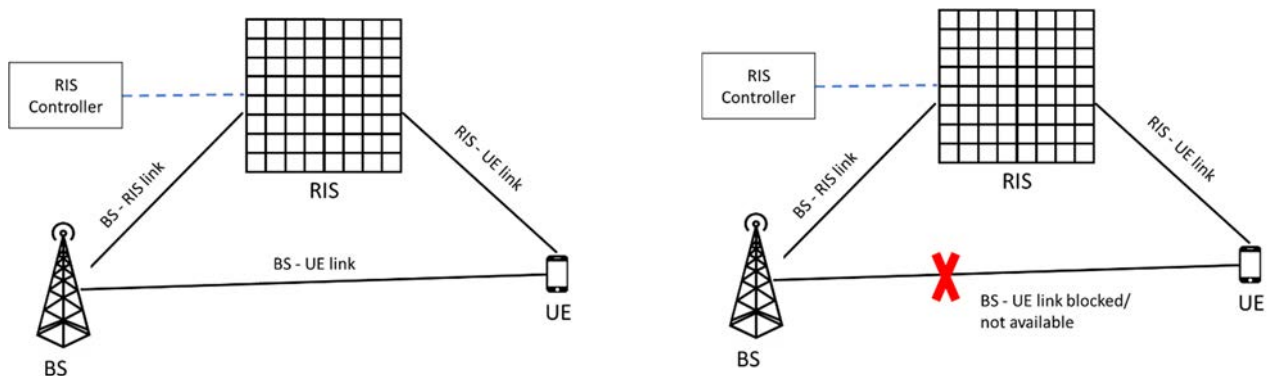 RIS
Controller
RIS
BS - RIS link
RIS - UE link
BS - UE link
BS
UE
RIS
Controller
RIS
BS - RIS link
RIS - UE link
BS - UE link blocked/
not available
BS
UE